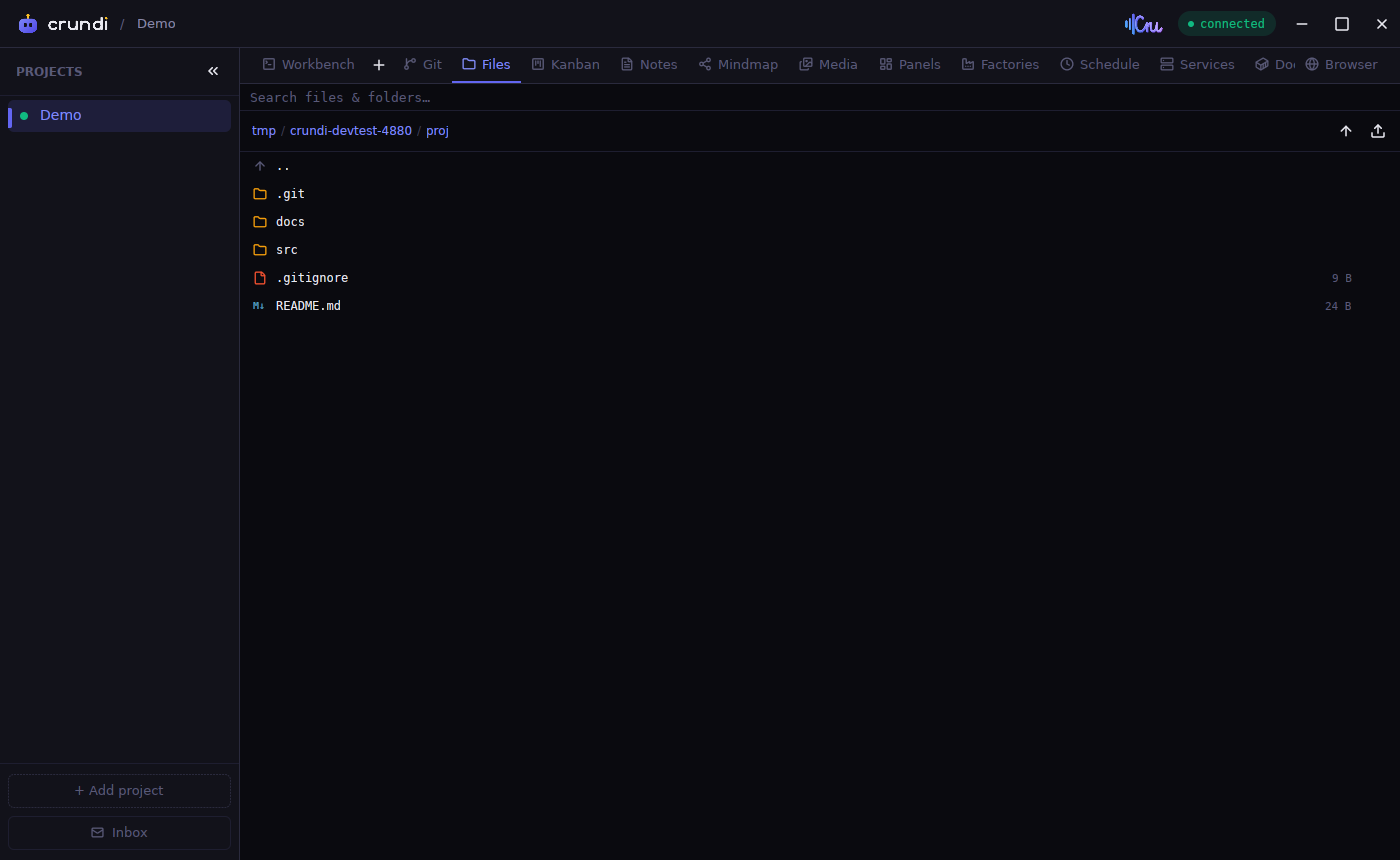 crundi / Demo
Cru
connected
PROJECTS
Workbench
Git
Files
Kanban
Notes
Mindmap
Media
Panels
Factories
Schedule
Services
Browser
Demo
Search files & folders…
tmp / crundi-devtest-4880 / proj
..
.git
docs
src
.gitignore 9 B
M↓ README.md 24 B
+ Add project
Inbox